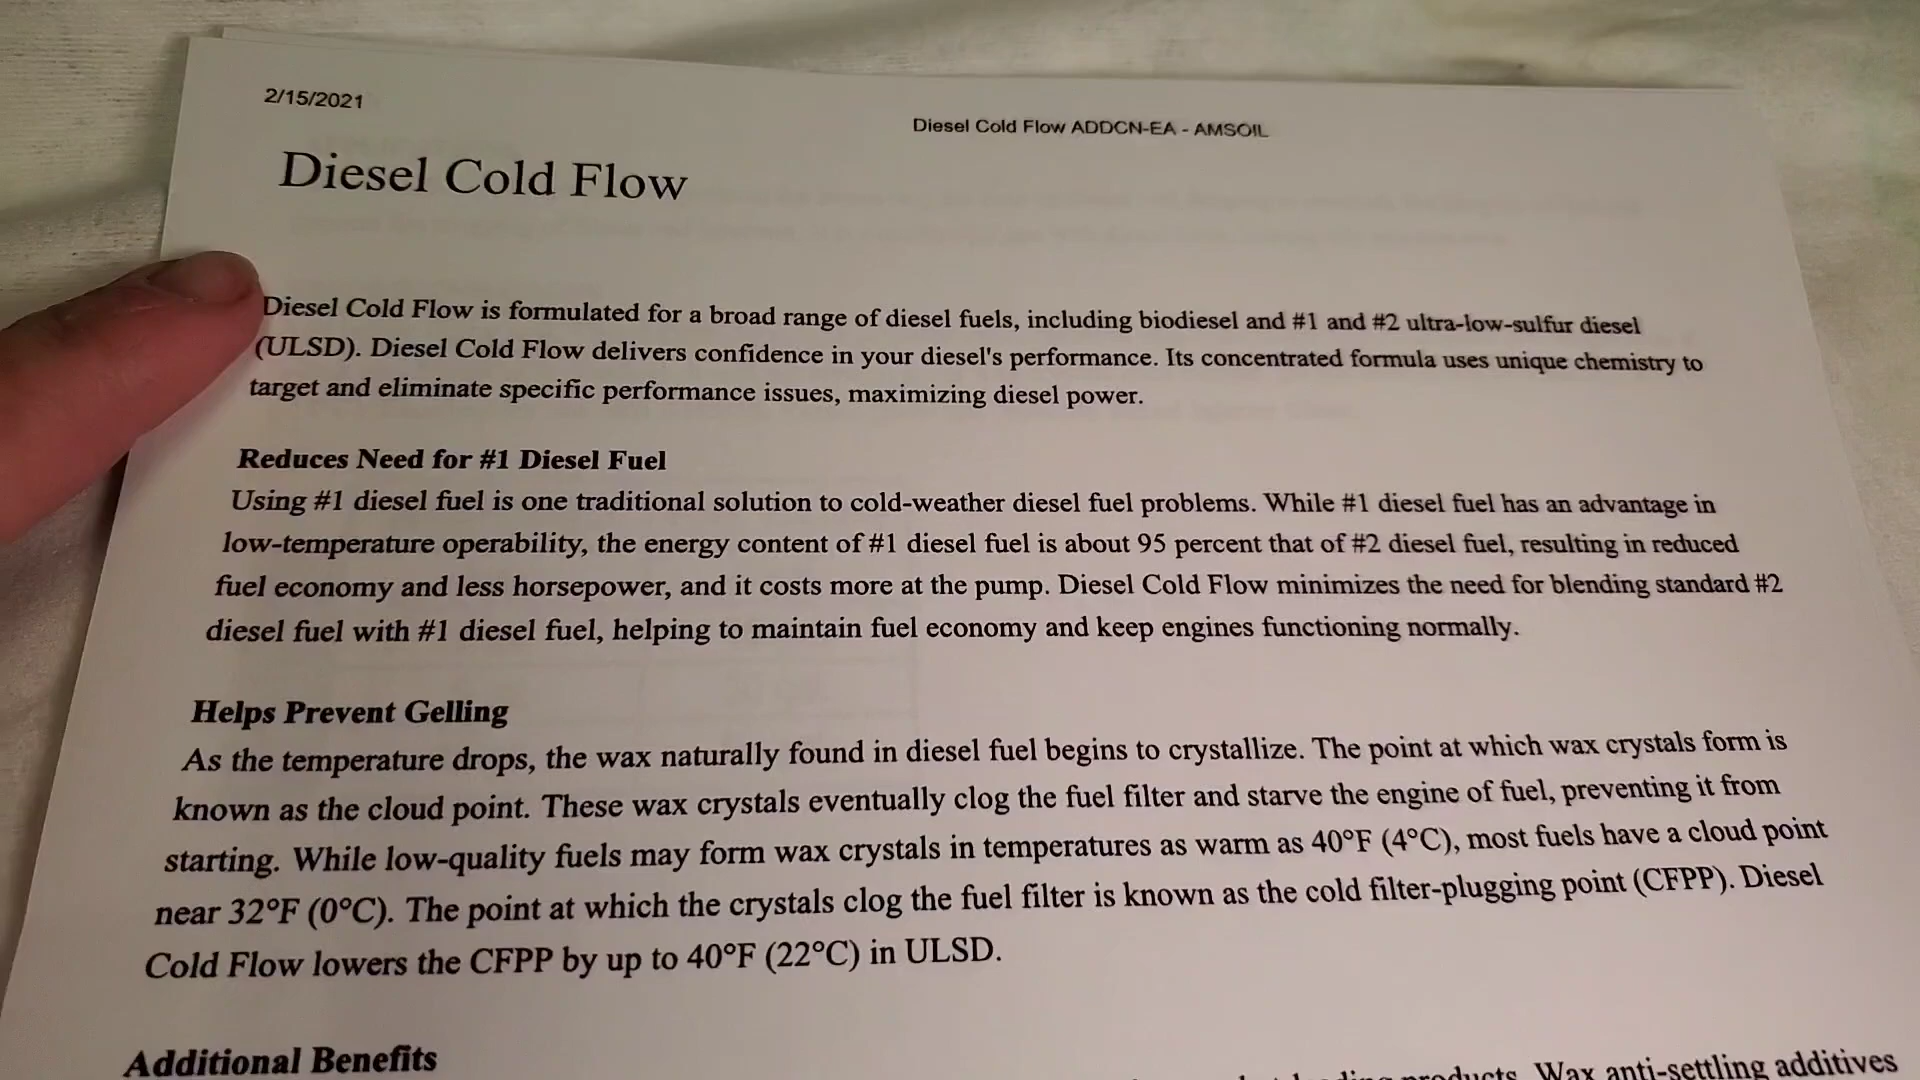 2/15/2021
Diesel Cold Flow ADDCN-EA - AMSOIL
Diesel Cold Flow
Diesel Cold Flow is formulated for a broad range of diesel fuels, including biodiesel and #1 and #2 ultra-low-sulfur diesel
(ULSD). Diesel Cold Flow delivers confidence in your diesel's performance. Its concentrated formula uses unique chemistry to
target and eliminate specific performance issues, maximizing diesel power.
Reduces Need for #1 Diesel Fuel
Using #1 diesel fuel is one traditional solution to cold-weather diesel fuel problems. While #1 diesel fuel has an advantage in
low-temperature operability, the energy content of #1 diesel fuel is about 95 percent that of #2 diesel fuel, resulting in reduced
fuel economy and less horsepower, and it costs more at the pump. Diesel Cold Flow minimizes the need for blending standard #2
diesel fuel with #1 diesel fuel, helping to maintain fuel economy and keep engines functioning normally.
Helps Prevent Gelling
As the temperature drops, the wax naturally found in diesel fuel begins to crystallize. The point at which wax crystals form is
known as the cloud point. These wax crystals eventually clog the fuel filter and starve the engine of fuel, preventing it from
starting. While low-quality fuels may form wax crystals in temperatures as warm as 40°F (4°C), most fuels have a cloud point
near 32°F (0°C). The point at which the crystals clog the fuel filter is known as the cold filter-plugging point (CFPP). Diesel
Cold Flow lowers the CFPP by up to 40°F (22°C) in ULSD.
Additional Benefits
products. Wax anti-settling additives